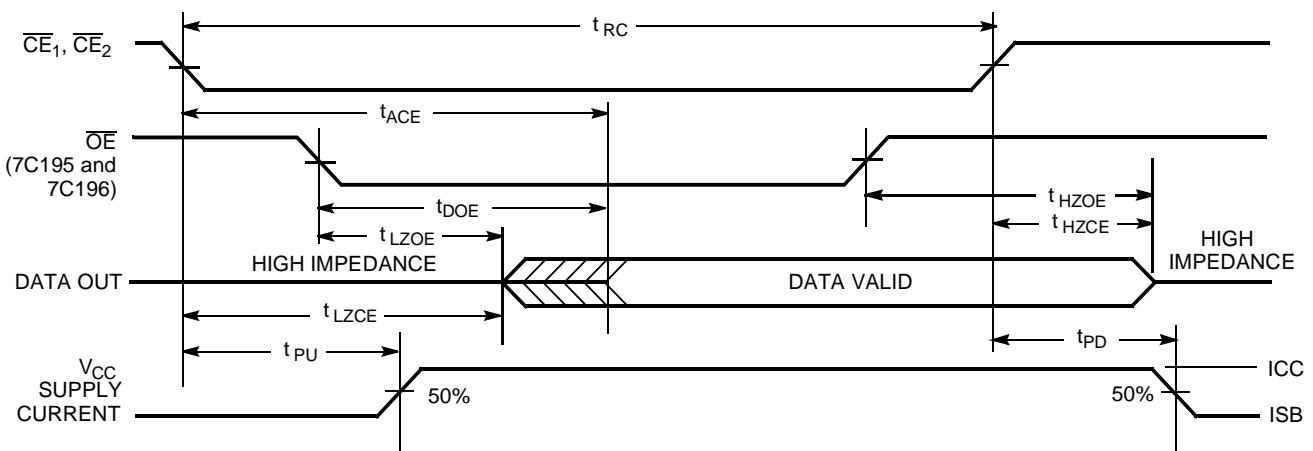 t RC
CE1, CE2
tACE
OE
(7C195 and
7C196)
tDOE
t HZOE
t LZOE
t HZCE
HIGH IMPEDANCE
HIGH
IMPEDANCE
DATA OUT
DATA VALID
t LZCE
t PU
tPD
VCC
SUPPLY
CURRENT
50%
50%
ICC
ISB